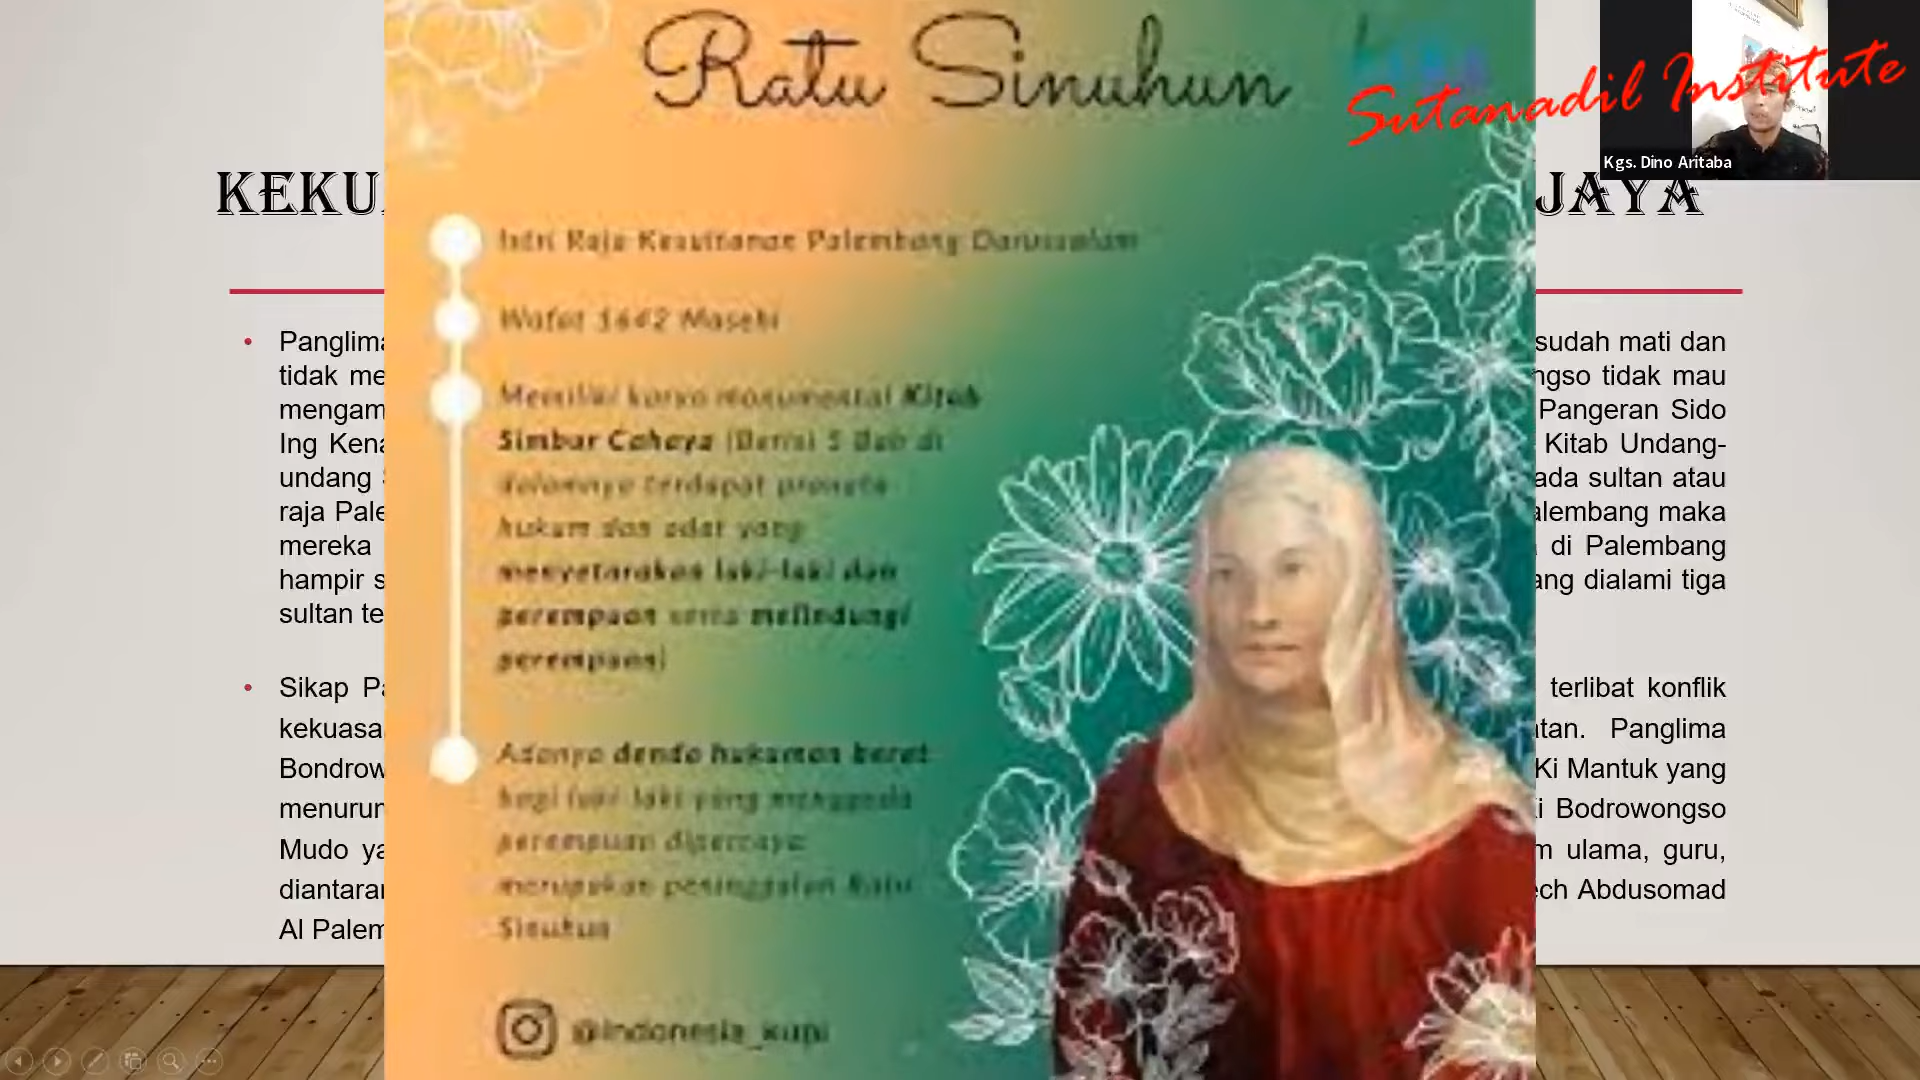 Ratu Sinuhun
Sutanadil Institute
Kgs. Dino Aritaba
KEKU
JAYA
Istri Raja Kesultanan Palembang Darussalam
Wafat 1642 Masehi
Memiliki karya monumental Kitab
Simbur Cahaya (Berisi 5 Bab di
dalamnya terdapat pranata
hukum dan adat yang
menyetarakan laki-laki dan
perempuan serta melindungi
perempuan)
Adanya denda hukuman berat
bagi laki-laki yang menggoda
perempuan dipercaya
merupakan peninggalan Ratu
Sinuhun
@indonesia_kupi
• Panglima
tidak me
mengam
Ing Kena
undang
raja Pale
mereka
hampir s
sultan te
• Sikap Pa
kekuasa
Bondrow
menurun
Mudo ya
diantaran
Al Palem
sudah mati dan
ngso tidak mau
Pangeran Sido
Kitab Undang-
ada sultan atau
alembang maka
di Palembang
ang dialami tiga
terlibat konflik
atan. Panglima
Ki Mantuk yang
Ki Bodrowongso
m ulama, guru,
ech Abdusomad